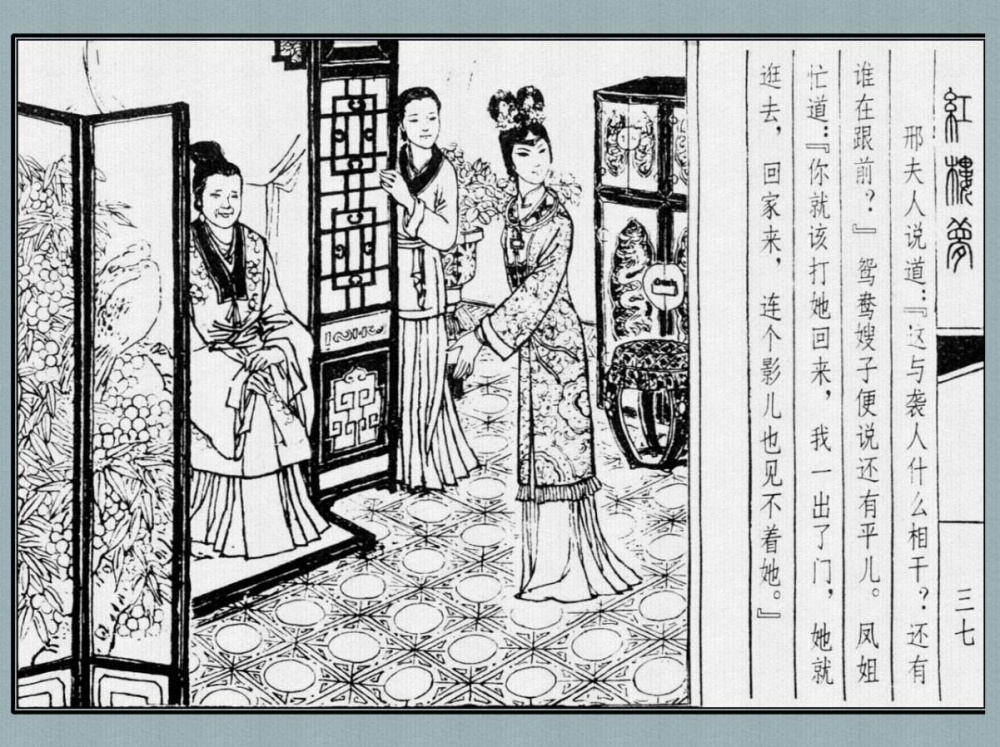 紅樓夢
三七
邢夫人说道:『这与袭人什么相干?还有
谁在跟前?』鸳鸯嫂子便说还有平儿。凤姐
忙道:『你就该打她回来,我一出了门,她就
逛去,回家来,连个影儿也见不着她。』